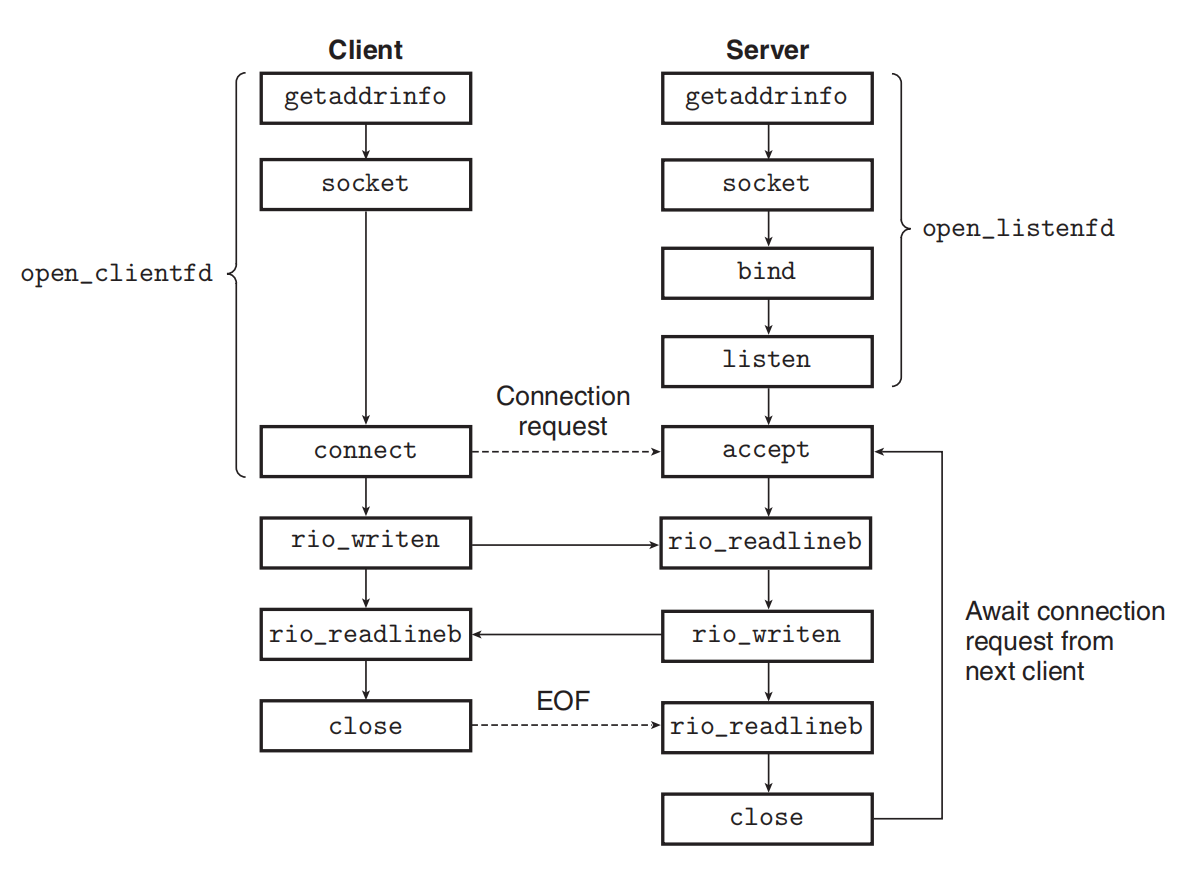 Client
Server
getaddrinfo
getaddrinfo
socket
socket
open_listenfd
bind
open_clientfd
listen
Connection
request
connect
accept
rio_writen
rio_readlineb
Await connection
request from
next client
rio_readlineb
rio_writen
EOF
close
rio_readlineb
close